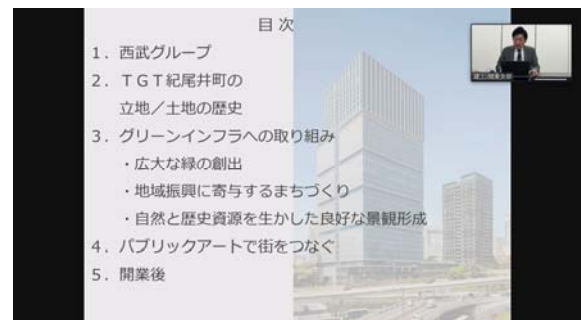 目 次
1．西武グループ
2．ＴＧＴ紀尾井町の
立地／土地の歴史
3．グリーンインフラへの取り組み
・広大な緑の創出
・地域振興に寄与するまちづくり
・自然と歴史資源を生かした良好な景観形成
4．パブリックアートで街をつなぐ
5．開業後